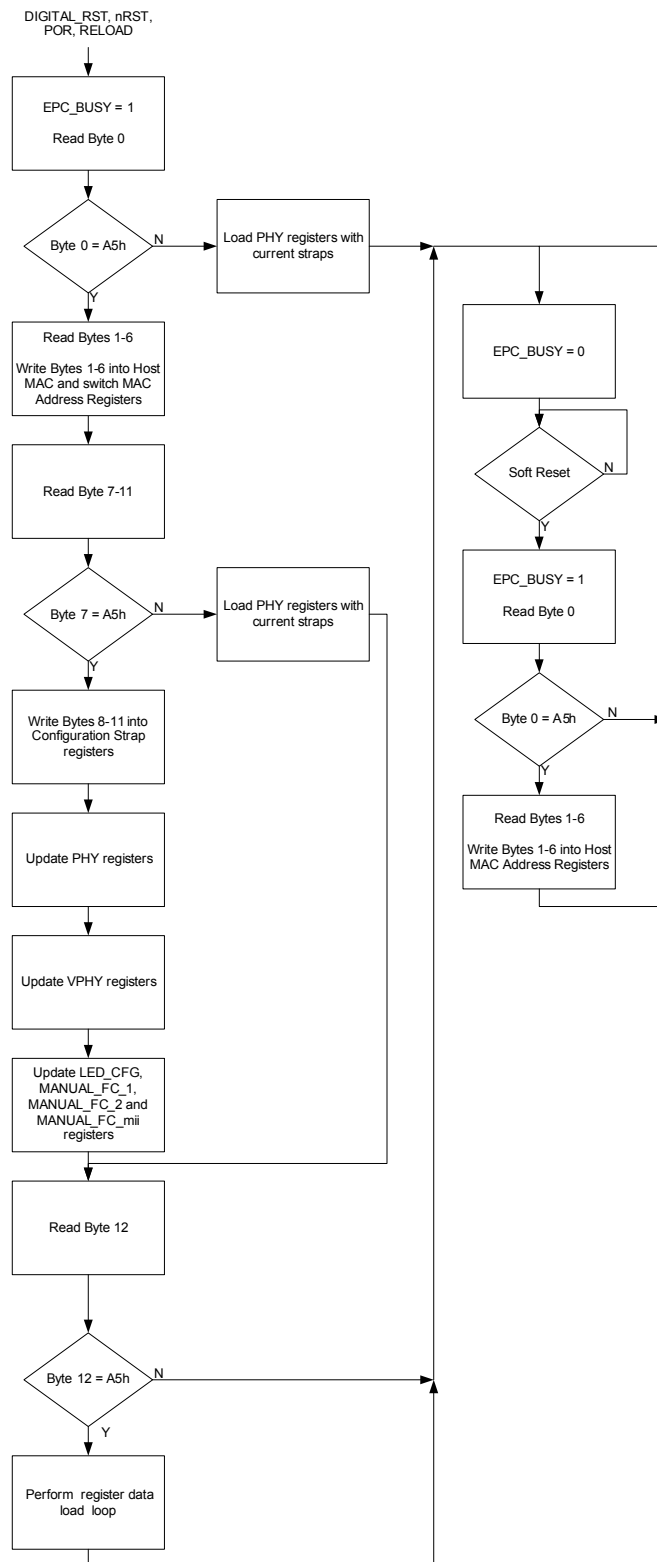 DIGITAL_RST, nRST,
POR, RELOAD
EPC_BUSY = 1
Read Byte 0
Byte 0 = A5h
N
Y
Load PHY registers with
current straps
Read Bytes 1-6
Write Bytes 1-6 into Host
MAC and switch MAC
Address Registers
Read Byte 7-11
Byte 7 = A5h
N
Y
Load PHY registers with
current straps
Write Bytes 8-11 into
Configuration Strap
registers
Update PHY registers
Update VPHY registers
Update LED_CFG,
MANUAL_FC_1,
MANUAL_FC_2 and
MANUAL_FC_mii
registers
Read Byte 12
Byte 12 = A5h
N
Y
Perform register data
load loop
EPC_BUSY = 0
Soft Reset
N
Y
EPC_BUSY = 1
Read Byte 0
Byte 0 = A5h
N
Y
Read Bytes 1-6
Write Bytes 1-6 into Host
MAC Address Registers